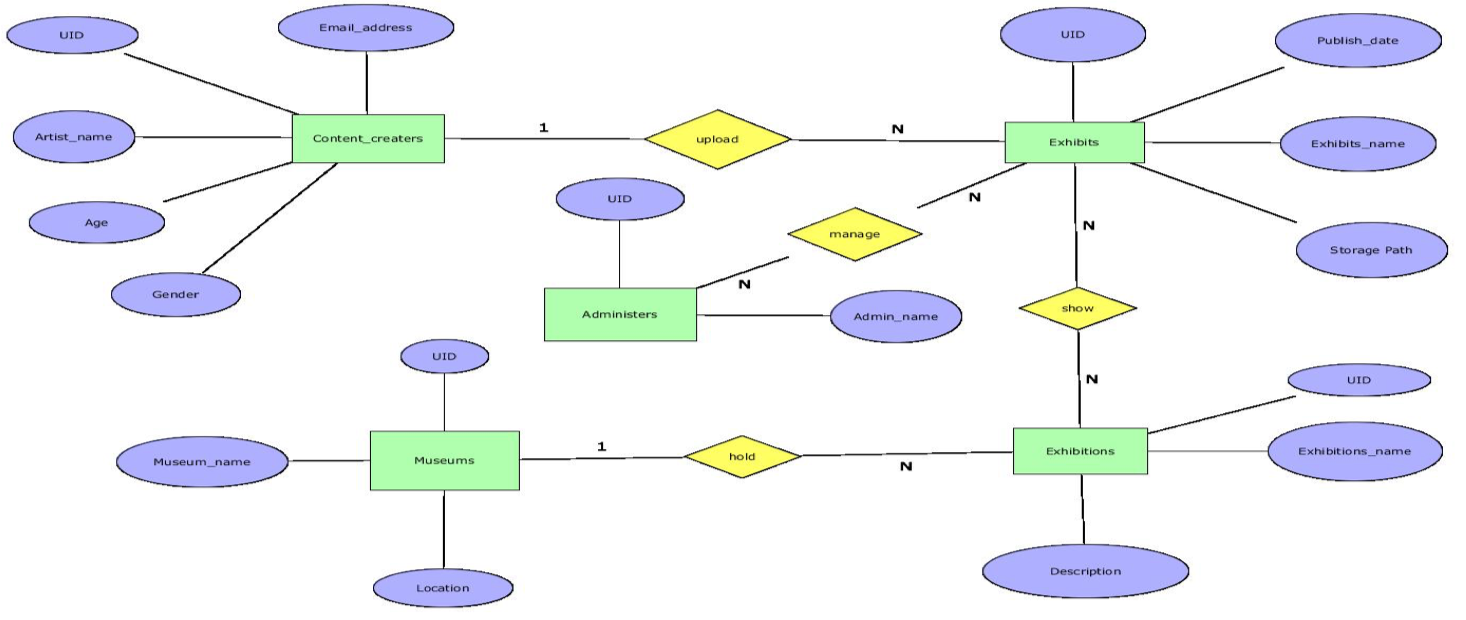 UID
Email_address
UID
Publish_date
Artist_name
Content_creaters
1
upload
N
Exhibits
Exhibits_name
Age
UID
N
manage
N
Storage Path
Gender
N
Administers
Admin_name
show
UID
N
UID
Museum_name
Museums
1
hold
N
Exhibitions
Exhibitions_name
Location
Description